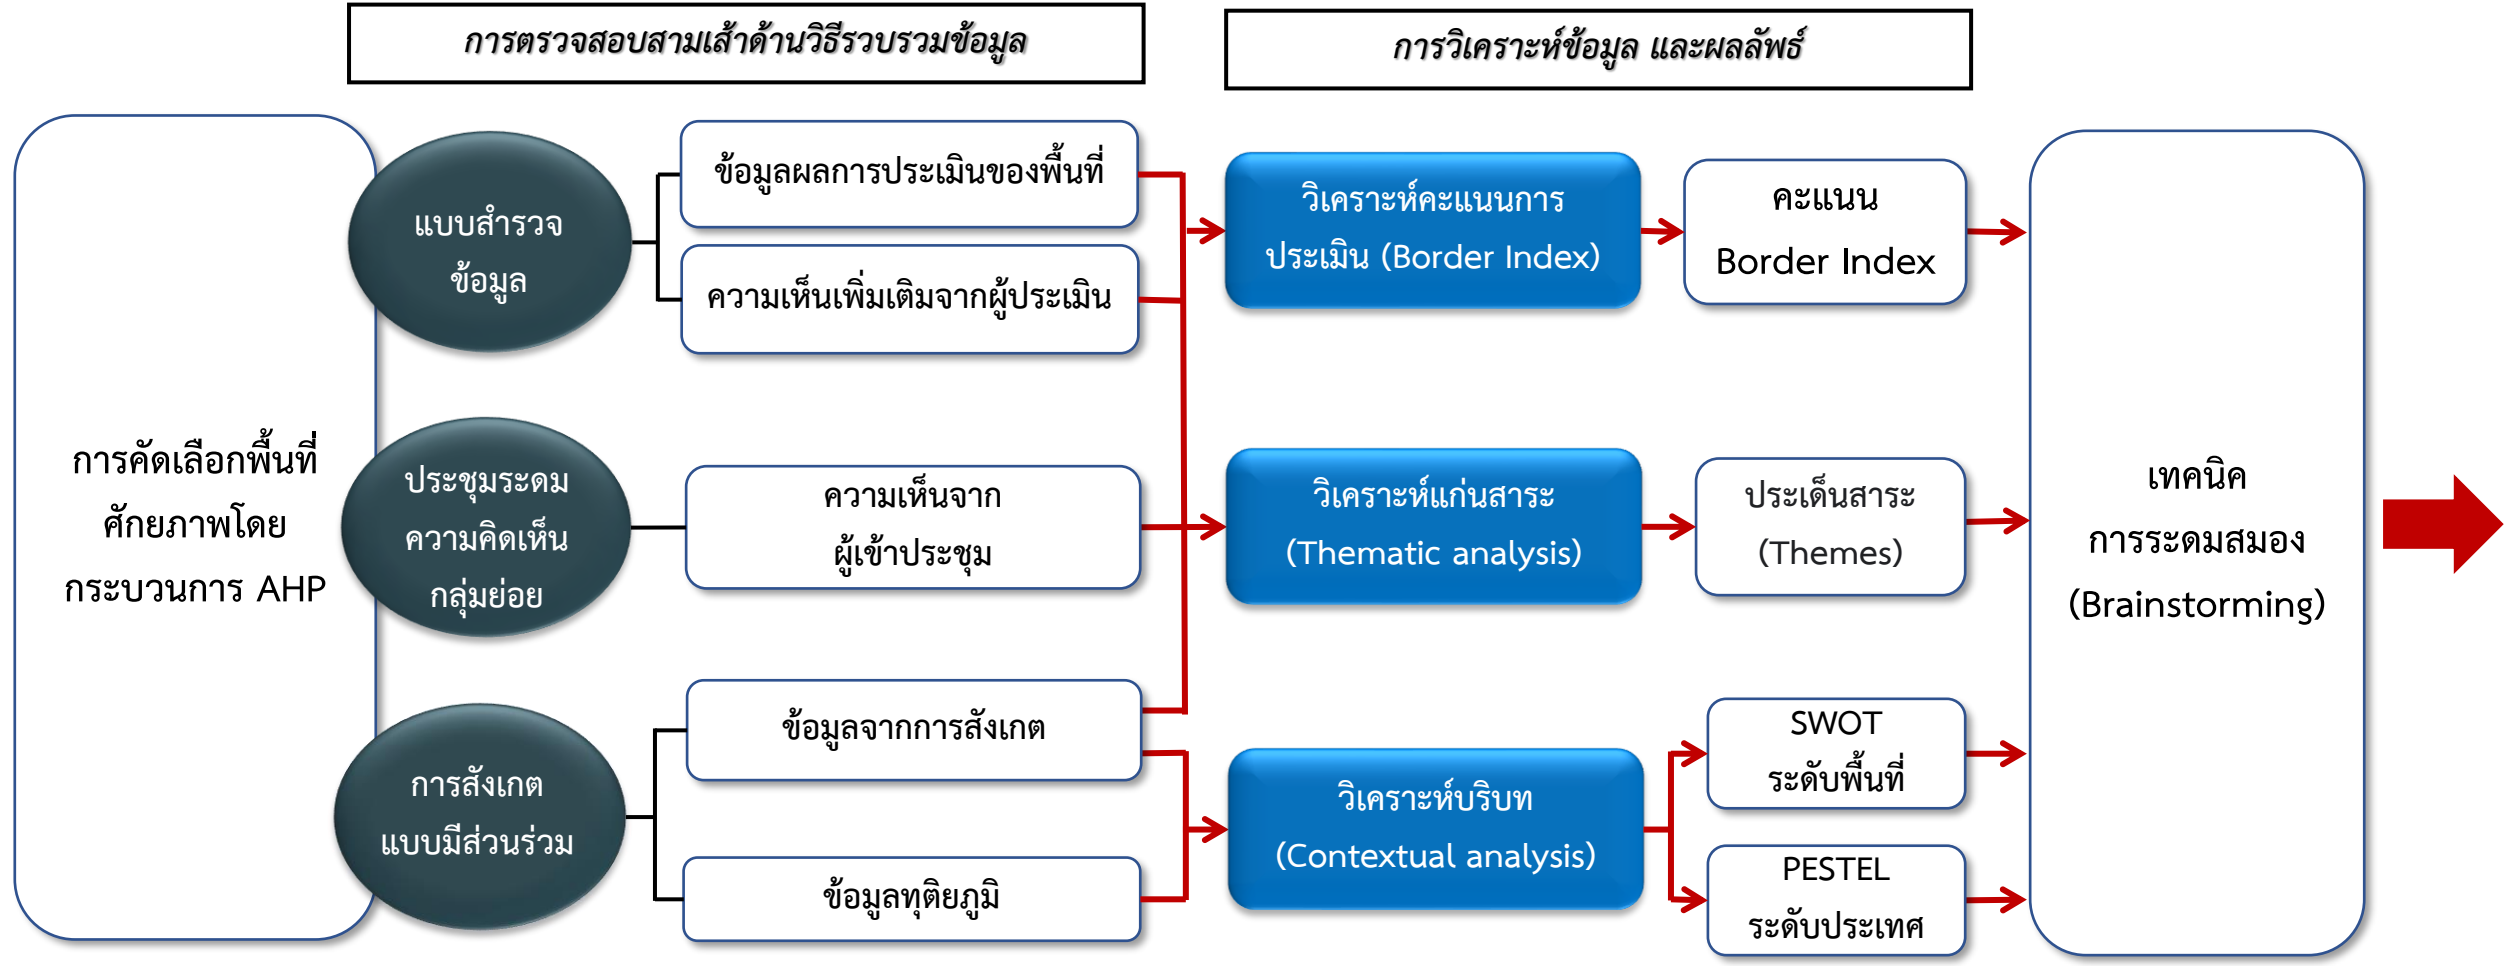 การตรวจสอบสามเส้าด้านวิธีรวบรวมข้อมูล
การวิเคราะห์ข้อมูล และผลลัพธ์
การคัดเลือกพื้นที่
ศักยภาพโดย
กระบวนการ AHP
แบบสำรวจ
ข้อมูล
ข้อมูลผลการประเมินของพื้นที่
ความเห็นเพิ่มเติมจากผู้ประเมิน
วิเคราะห์คะแนนการ
ประเมิน (Border Index)
คะแนน
Border Index
ประชุมระดม
ความคิดเห็น
กลุ่มย่อย
ความเห็นจาก
ผู้เข้าประชุม
วิเคราะห์แก่นสาระ
(Thematic analysis)
ประเด็นสาระ
(Themes)
การสังเกต
แบบมีส่วนร่วม
ข้อมูลจากการสังเกต
ข้อมูลทุติยภูมิ
วิเคราะห์บริบท
(Contextual analysis)
SWOT
ระดับพื้นที่
PESTEL
ระดับประเทศ
เทคนิค
การระดมสมอง
(Brainstorming)